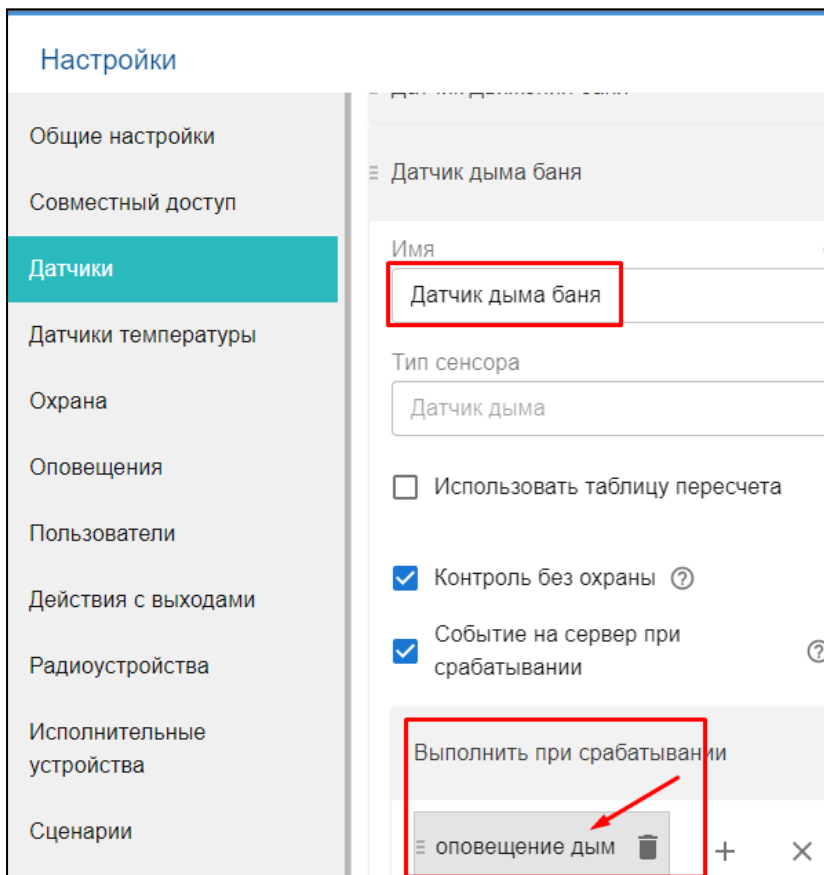 Настройки
Общие настройки
Совместный доступ
Датчики
Датчики температуры
Охрана
Оповещения
Пользователи
Действия с выходами
Радиоустройства
Исполнительные
устройства
Сценарии
Датчик дыма баня
Имя
Датчик дыма баня
Тип сенсора
Датчик дыма
Использовать таблицу пересчета
Контроль без охраны
Событие на сервер при
срабатывании
Выполнить при срабатывании
оповещение дым